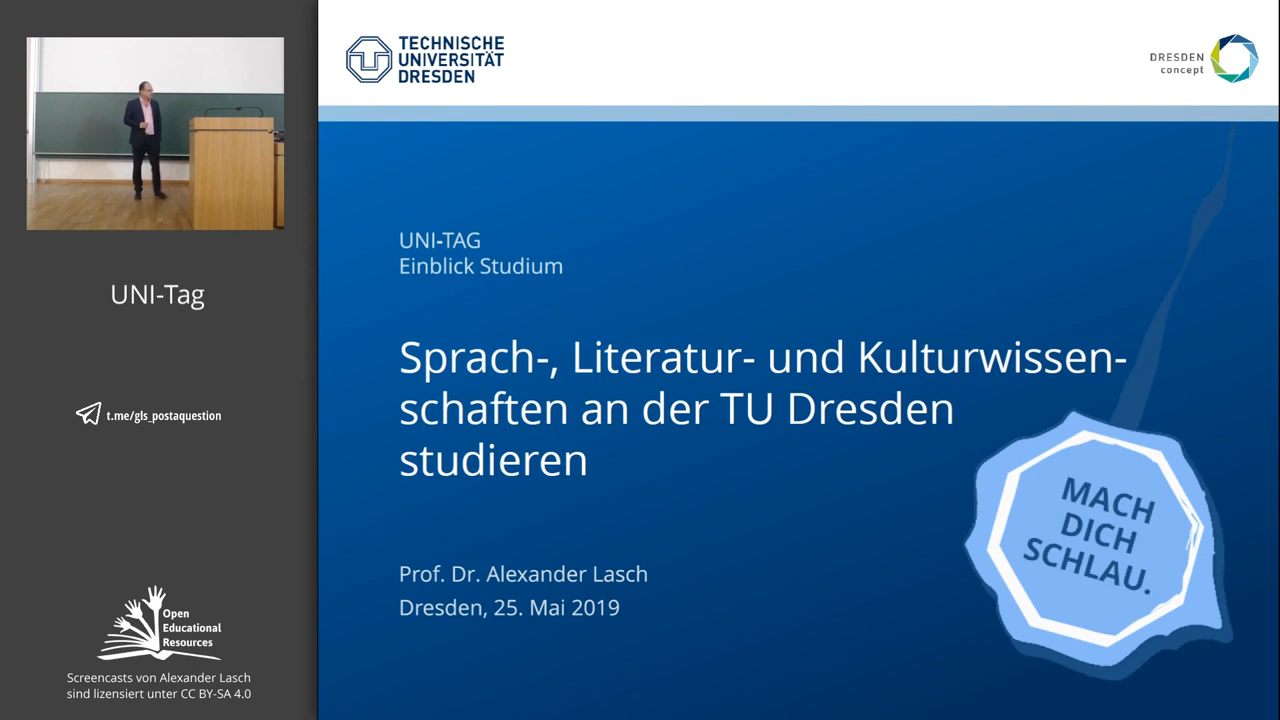 UNI-Tag
t.me/gls_postaquestion
Open
Educational
Resources
Screencasts von Alexander Lasch
sind lizensiert unter CC BY-SA 4.0
TECHNISCHE
UNIVERSITÄT
DRESDEN
DRESDEN
concept
UNI-TAG
Einblick Studium
Sprach-, Literatur- und Kulturwissen-
schaften an der TU Dresden
studieren
Prof. Dr. Alexander Lasch
Dresden, 25. Mai 2019
MACH
DICH
SCHLAU.